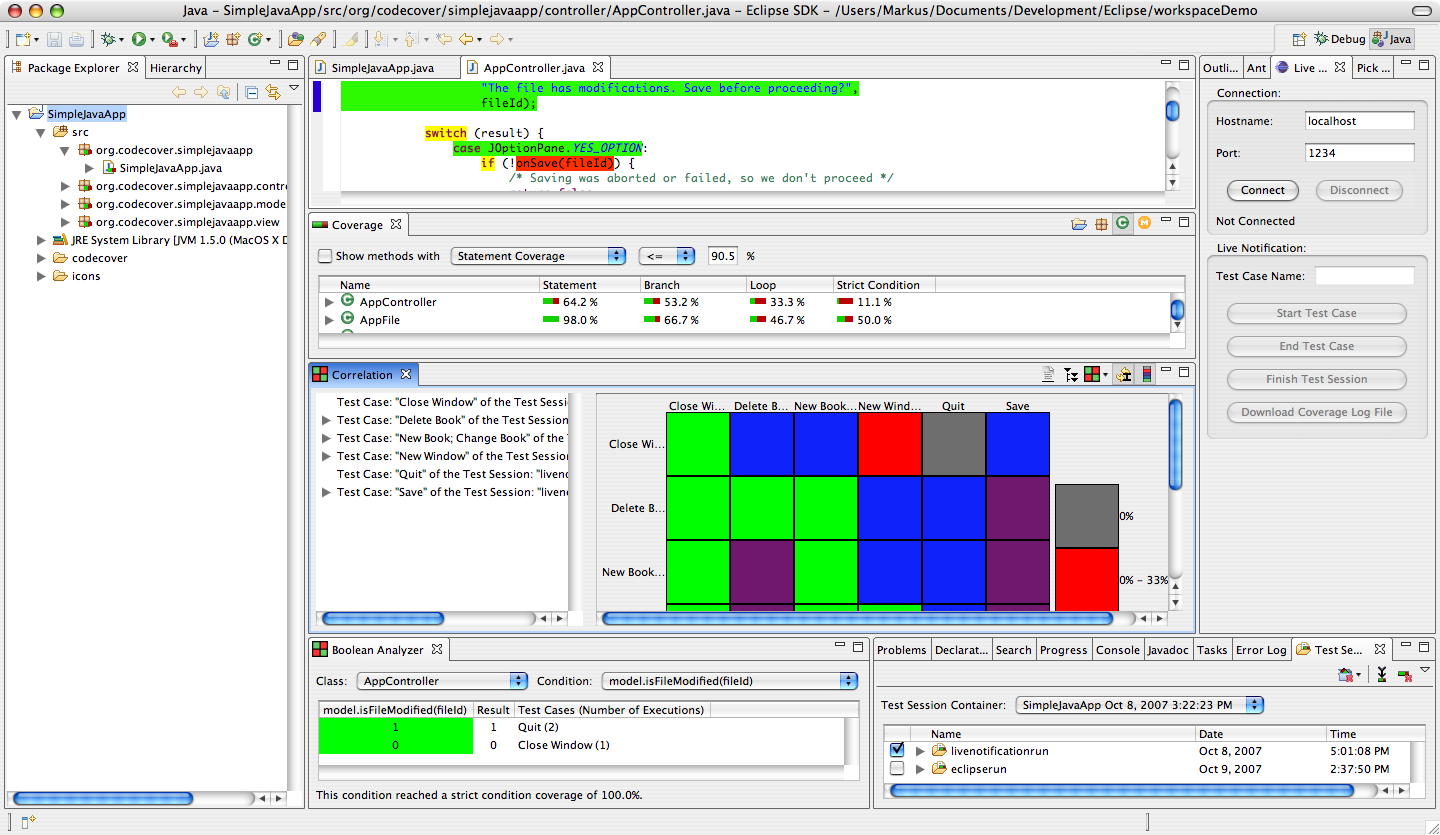 Java – SimpleJavaApp/src/org/codecover/simplejavaapp/controller/AppController.java – Eclipse SDK – /Users/Markus/Documents/Development/Eclipse/workspaceDemo
Debug Java
Package Explorer Hierarchy
SimpleJavaApp
src
org.codecover.simplejavaapp
SimpleJavaApp.java
org.codecover.simplejavaapp.contro
org.codecover.simplejavaapp.mode
org.codecover.simplejavaapp.view
JRE System Library [JVM 1.5.0 (MacOS X D
codecover
icons
SimpleJavaApp.java AppController.java
"The file has modifications. Save before proceeding?",
fileId);
switch (result) {
case JOptionPane.YES_OPTION:
if (!onSave(fileId)) {
/* Saving was aborted or failed, so we don't proceed */
Coverage
Show methods with Statement Coverage <= 90.5 %
Name Statement Branch Loop Strict Condition
AppController 64.2 % 53.2 % 33.3 % 11.1 %
AppFile 98.0 % 66.7 % 46.7 % 50.0 %
Correlation
Test Case: "Close Window" of the Test Sessi
Test Case: "Delete Book" of the Test Session
Test Case: "New Book; Change Book" of the
Test Case: "New Window" of the Test Session
Test Case: "Quit" of the Test Session: "liveno
Test Case: "Save" of the Test Session: "liveno
Close Wi... Delete B... New Book... New Wind... Quit Save
Close Wi...
Delete B...
New Book...
0%
0% - 33%
Boolean Analyzer
Class: AppController Condition: model.isFileModified(fileId)
model.isFileModified(fileId) Result Test Cases (Number of Executions)
1 1 Quit (2)
0 0 Close Window (1)
This condition reached a strict condition coverage of 100.0%.
Outli... Ant Live ... Pick ...
Connection:
Hostname: localhost
Port: 1234
Connect Disconnect
Not Connected
Live Notification:
Test Case Name:
Start Test Case
End Test Case
Finish Test Session
Download Coverage Log File
Problems Declarat... Search Progress Console Javadoc Tasks Error Log Test Se...
Test Session Container: SimpleJavaApp Oct 8, 2007 3:22:23 PM
Name Date Time
livenotificationrun Oct 8, 2007 5:01:08 PM
eclipserun Oct 9, 2007 2:37:50 PM